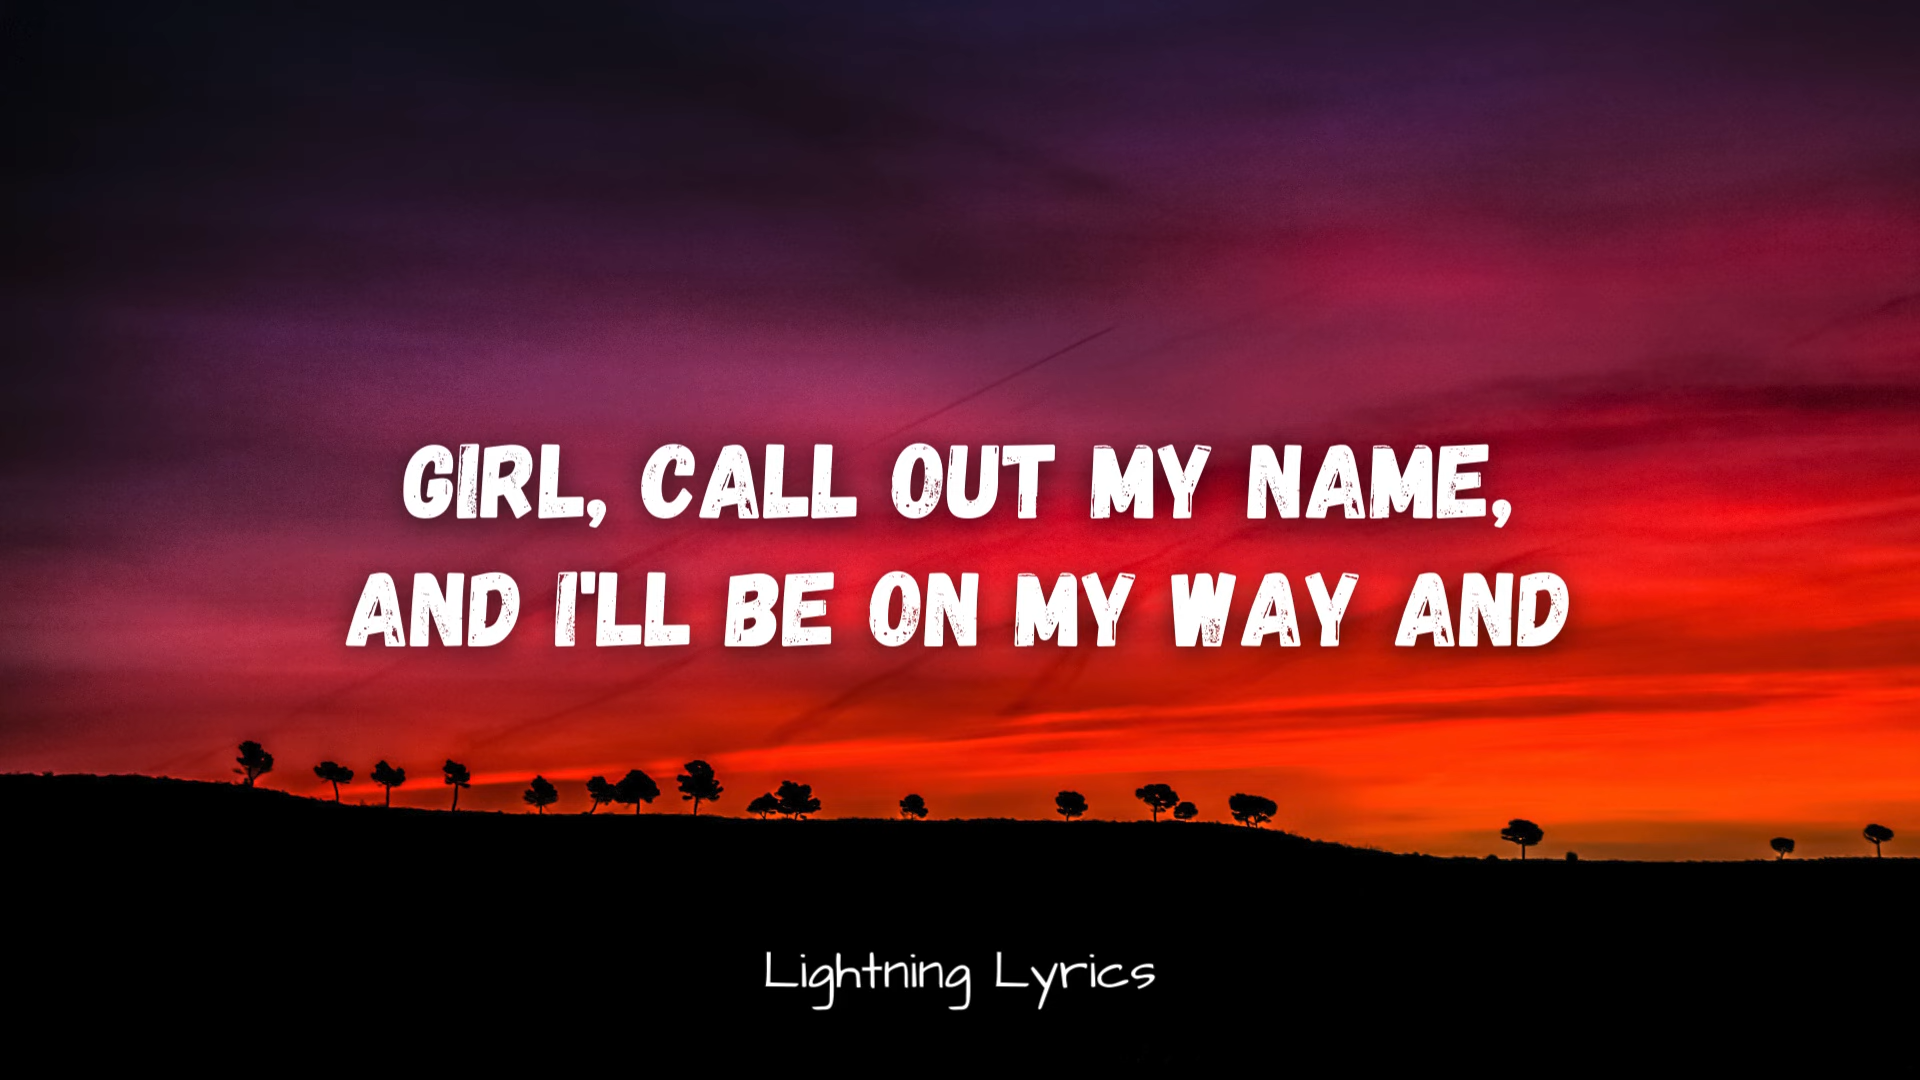 GIRL, CALL OUT MY NAME,
AND I'LL BE ON MY WAY AND
Lightning Lyrics